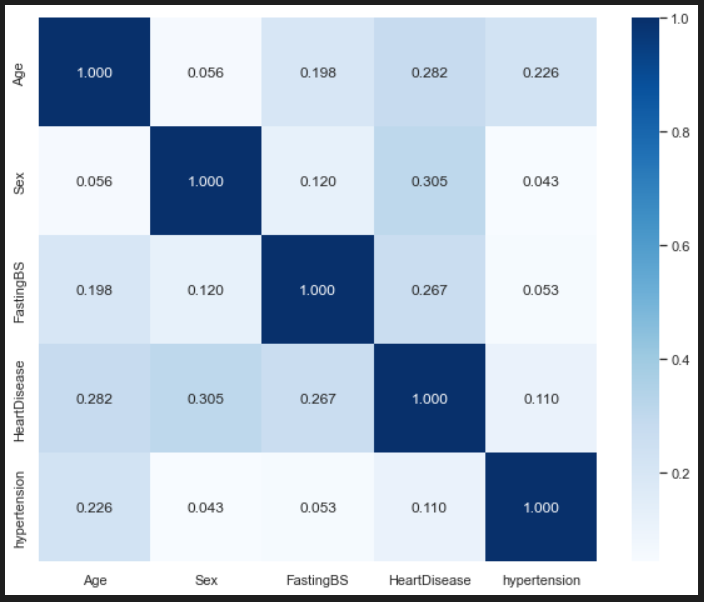 Age 1.000 0.056 0.198 0.282 0.226
Sex 0.056 1.000 0.120 0.305 0.043
FastingBS 0.198 0.120 1.000 0.267 0.053
HeartDisease 0.282 0.305 0.267 1.000 0.110
hypertension 0.226 0.043 0.053 0.110 1.000
Age Sex FastingBS HeartDisease hypertension
1.0
0.8
0.6
0.4
0.2